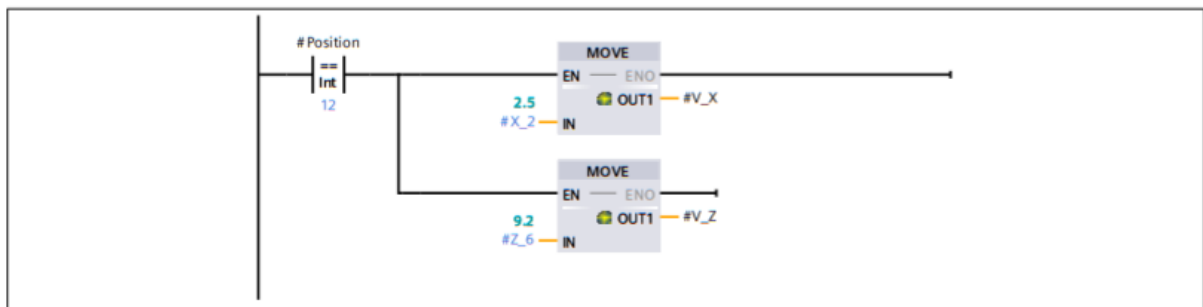 #Position
==
Int
12
MOVE
EN ENO
OUT1 #V_X
2.5
#X_2 IN
MOVE
EN ENO
OUT1 #V_Z
9.2
#Z_6 IN